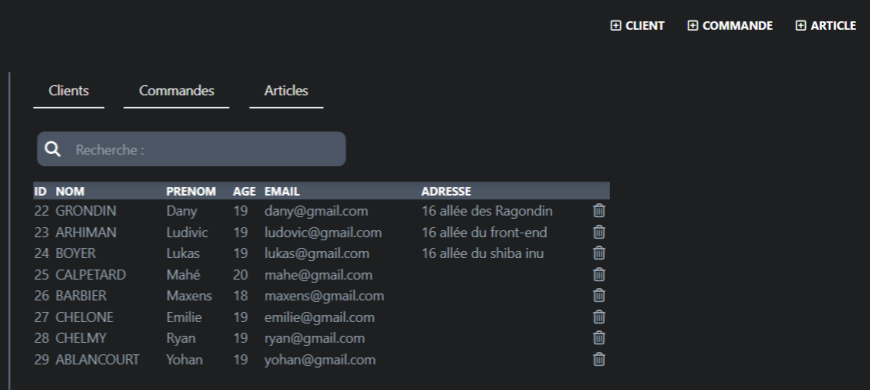 CLIENT COMMANDE ARTICLE
Clients Commandes Articles
Recherche :
ID NOM PRENOM AGE EMAIL ADRESSE
22 GRONDIN Dany 19 dany@gmail.com 16 allée des Ragondin
23 ARHIMAN Ludivic 19 ludovic@gmail.com 16 allée du front-end
24 BOYER Lukas 19 lukas@gmail.com 16 allée du shiba inu
25 CALPETARD Mahé 20 mahe@gmail.com
26 BARBIER Maxens 18 maxens@gmail.com
27 CHELONE Emilie 19 emilie@gmail.com
28 CHELMY Ryan 19 ryan@gmail.com
29 ABLANCOURT Yohan 19 yohan@gmail.com